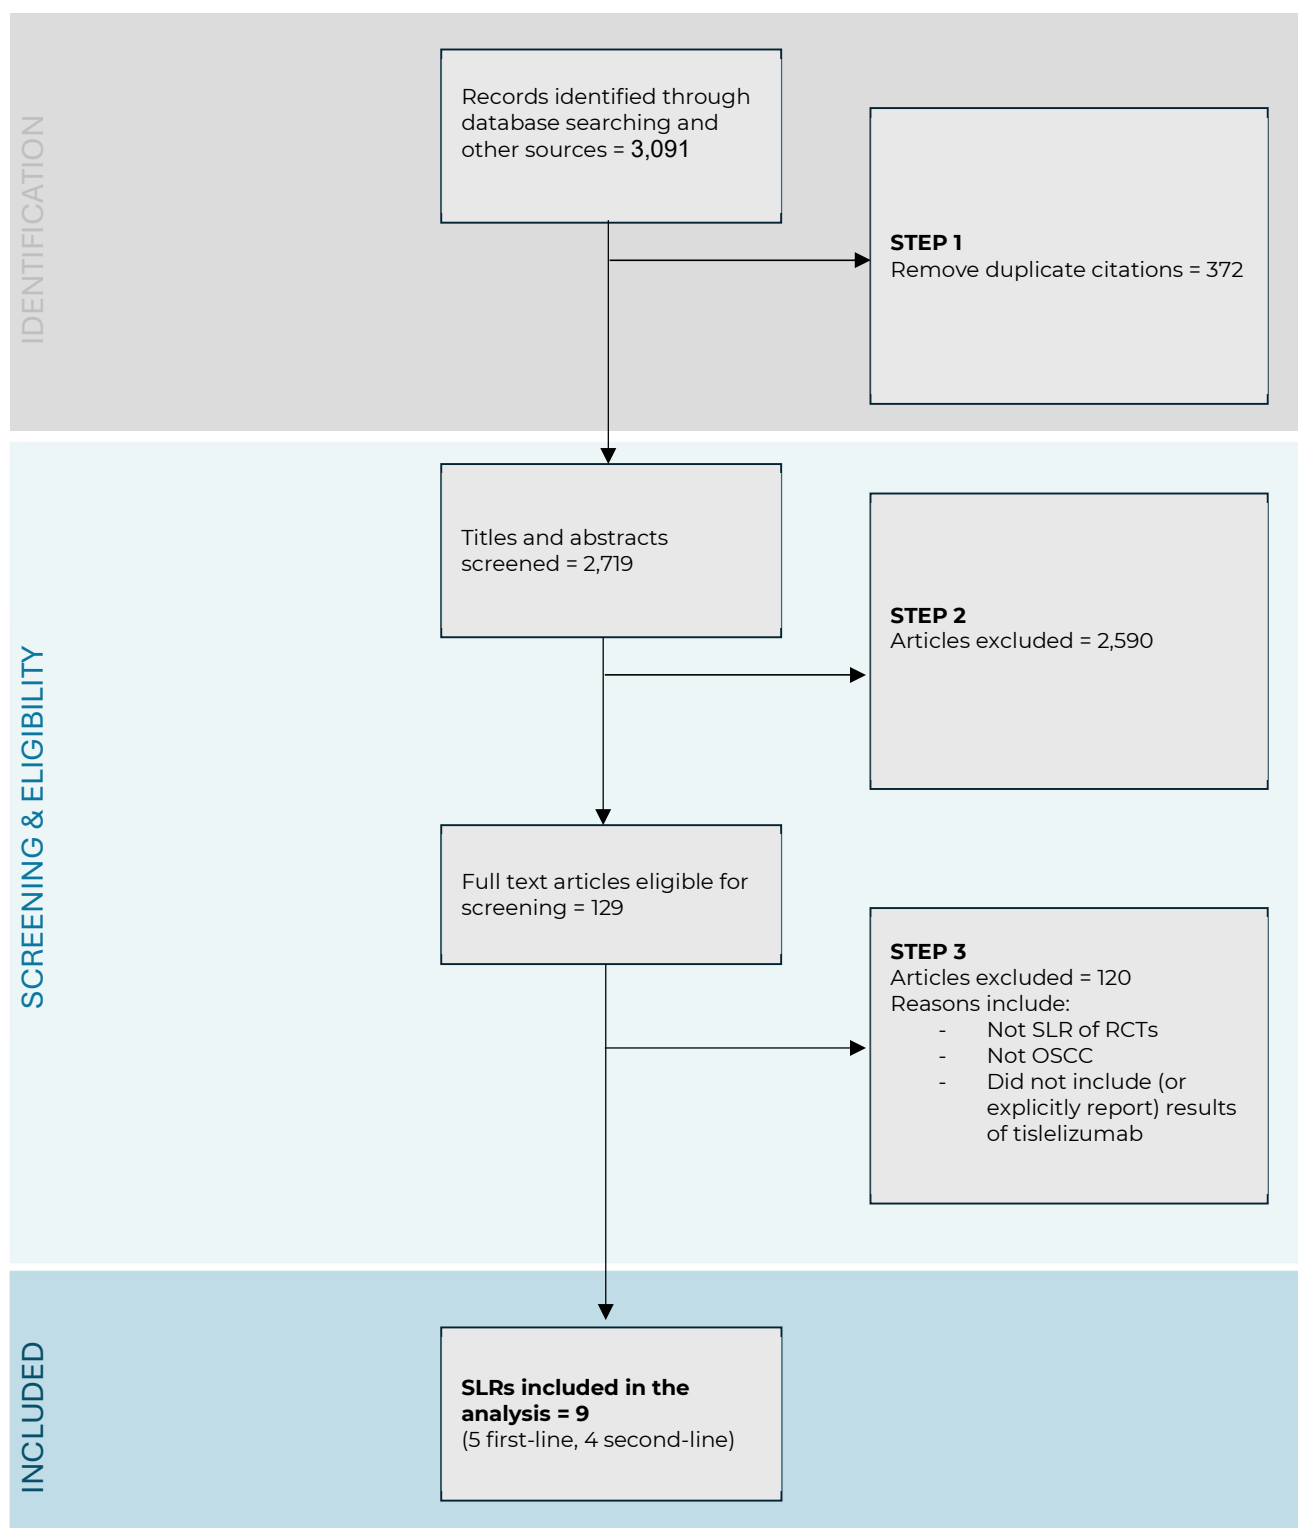 IDENTIFICATION
Records identified through
database searching and
other sources = 3,091
STEP 1
Remove duplicate citations = 372
SCREENING & ELIGIBILITY
Titles and abstracts
screened = 2,719
STEP 2
Articles excluded = 2,590
Full text articles eligible for
screening = 129
STEP 3
Articles excluded = 120
Reasons include:
- Not SLR of RCTs
- Not OSCC
- Did not include (or
explicitly report) results
of tislelizumab
INCLUDED
SLRs included in the
analysis = 9
(5 first-line, 4 second-line)